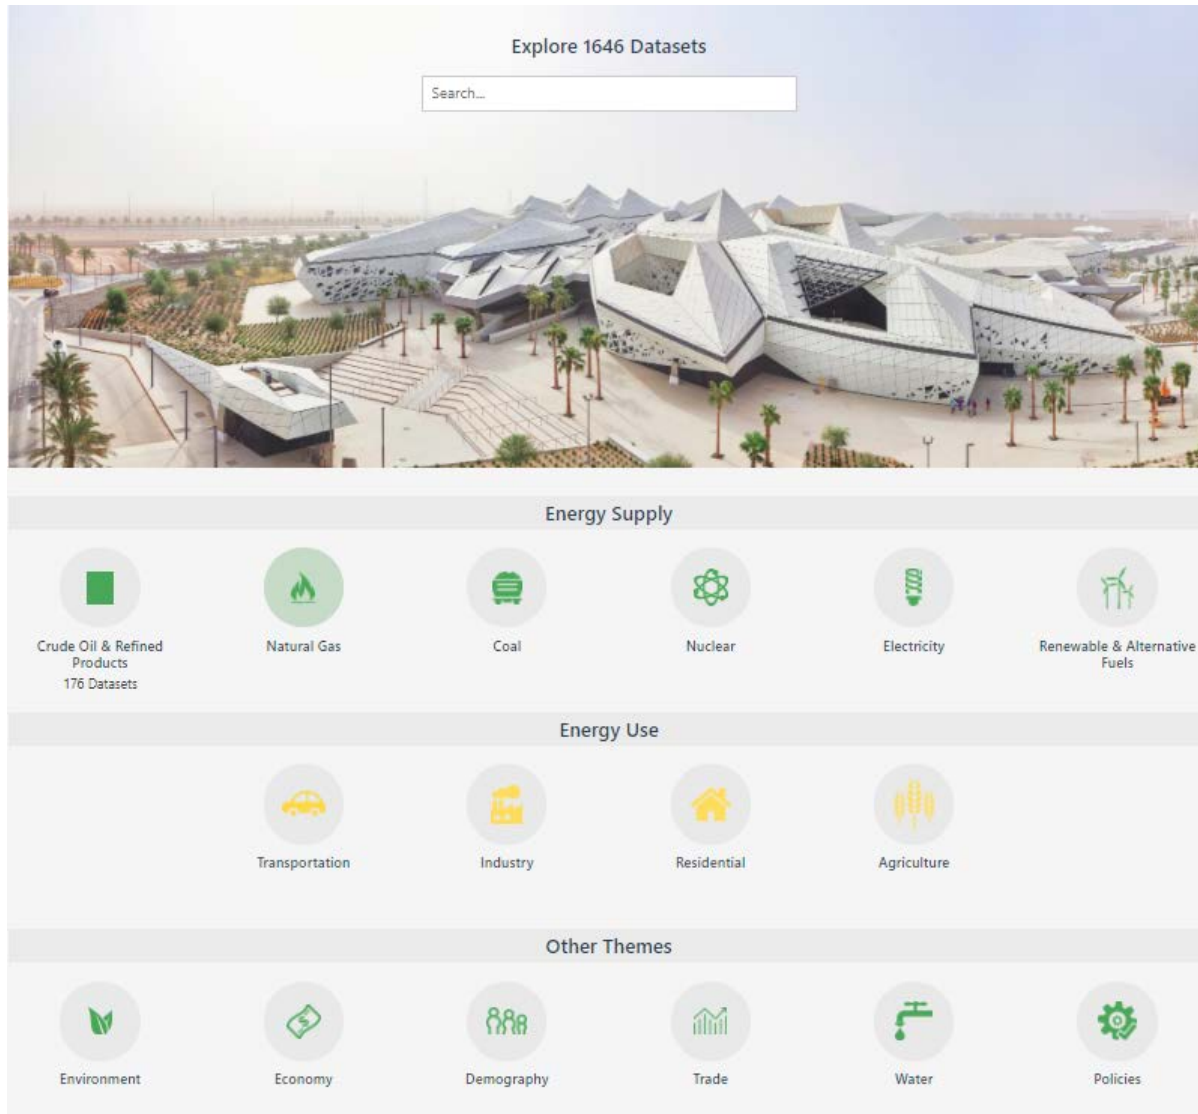 Explore 1646 Datasets
Search...
Energy Supply
Crude Oil & Refined
Products
176 Datasets
Natural Gas
Coal
Nuclear
Electricity
Renewable & Alternative
Fuels
Energy Use
Transportation
Industry
Residential
Agriculture
Other Themes
Environment
Economy
Demography
Trade
Water
Policies